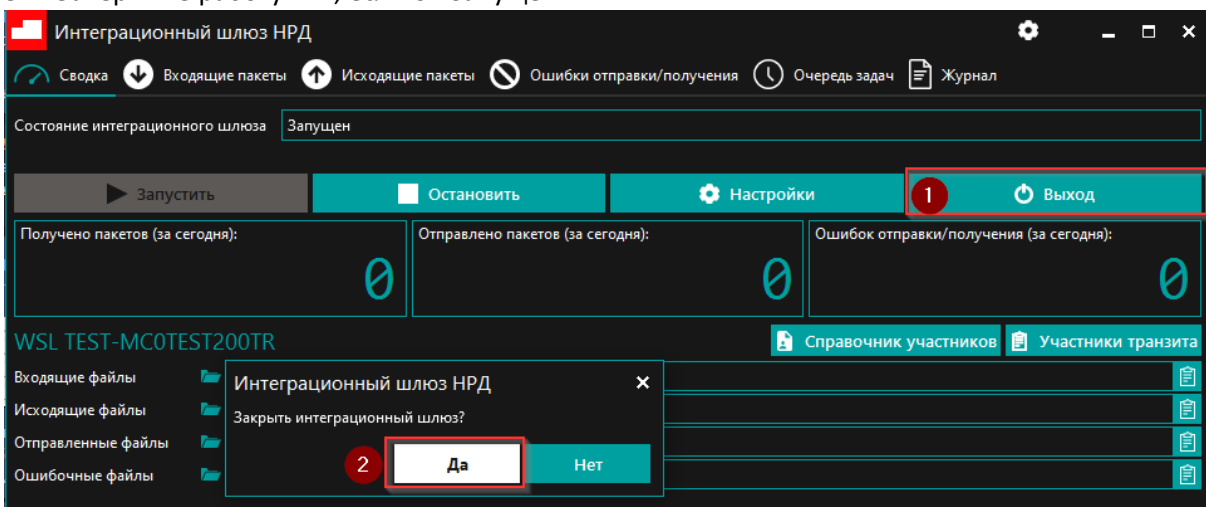 Интеграционный шлюз НРД
Сводка Входящие пакеты Исходящие пакеты Ошибки отправки/получения Очередь задач Журнал
Состояние интеграционного шлюза Запущен
Запустить Остановить Настройки 1 Выход
Получено пакетов (за сегодня): Отправлено пакетов (за сегодня): Ошибок отправки/получения (за сегодня):
0 0 0
WSL TEST-MC0TEST200TR Справочник участников Участники транзита
Входящие файлы
Исходящие файлы
Отправленные файлы
Ошибочные файлы
Интеграционный шлюз НРД
Закрыть интеграционный шлюз?
2 Да Нет